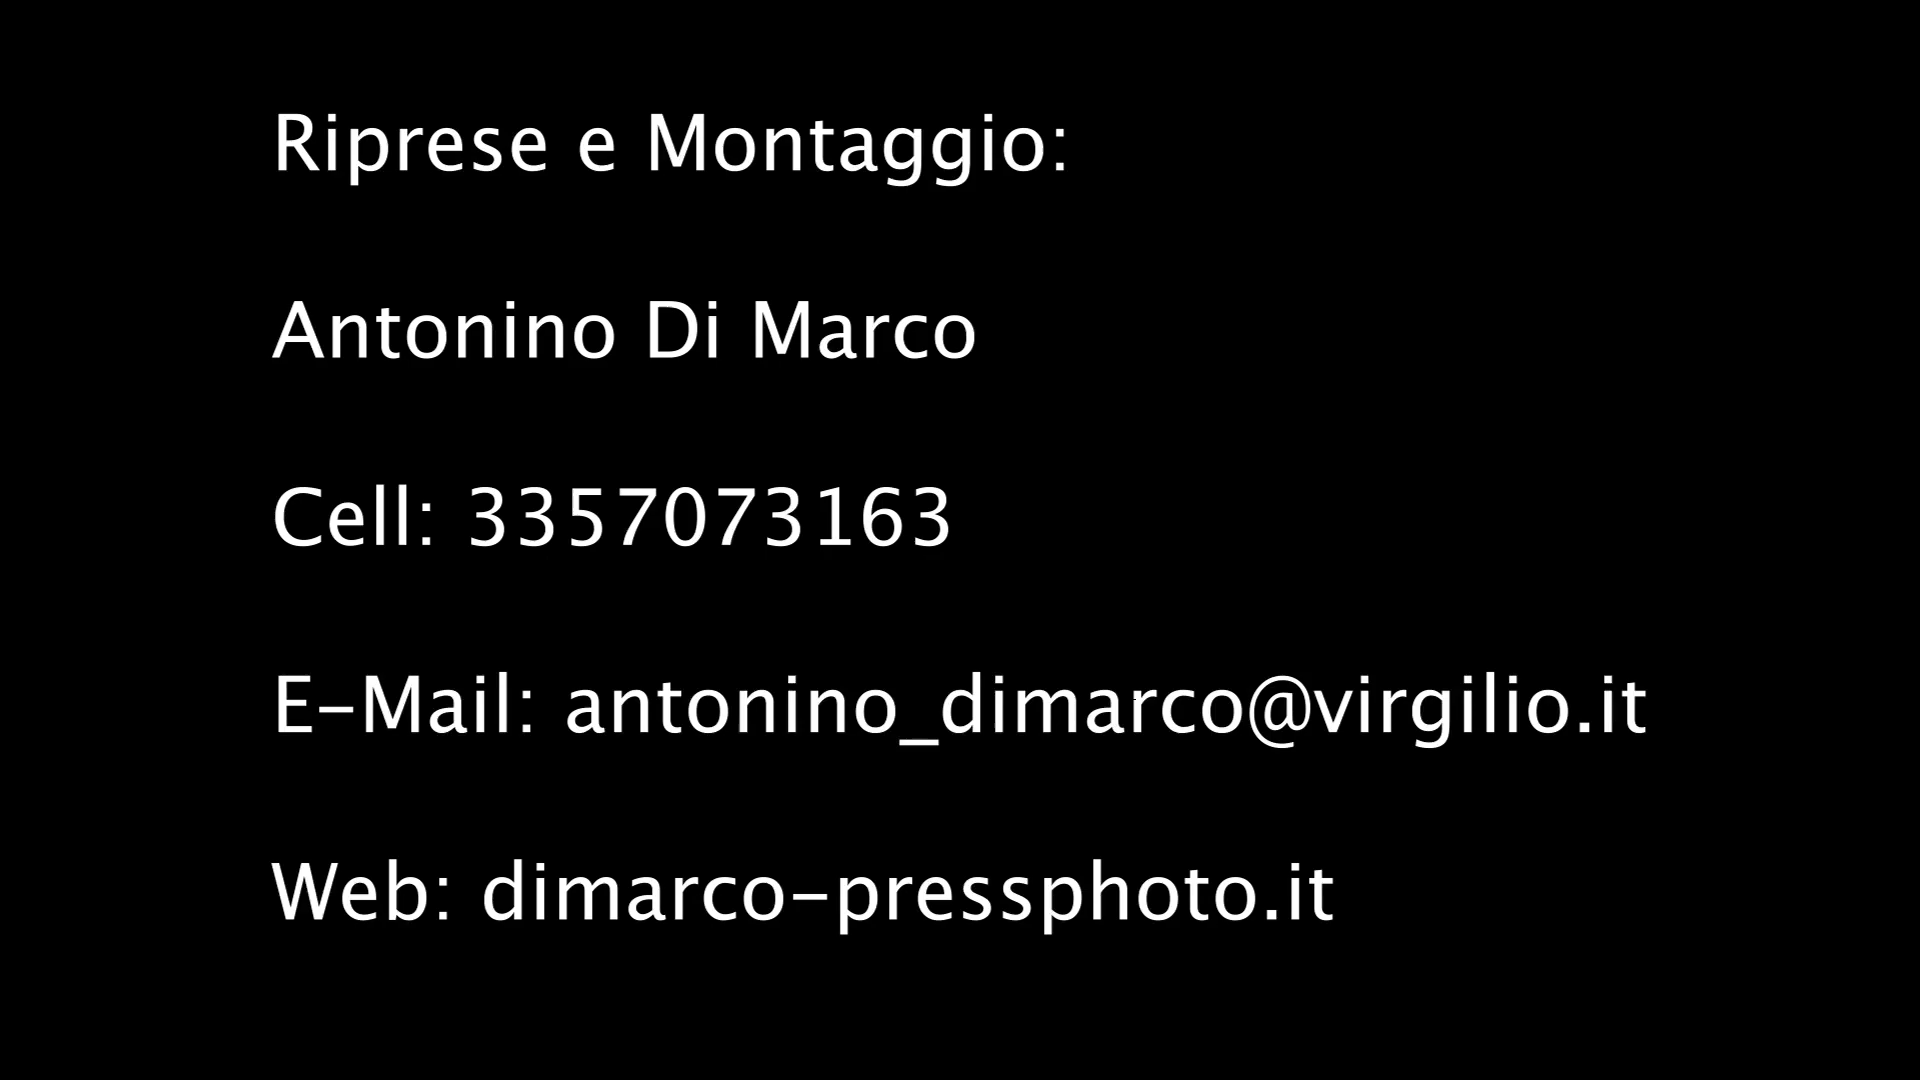 Riprese e Montaggio:
Antonino Di Marco
Cell: 3357073163
E-Mail: antonino_dimarco@virgilio.it
Web: dimarco-pressphoto.it